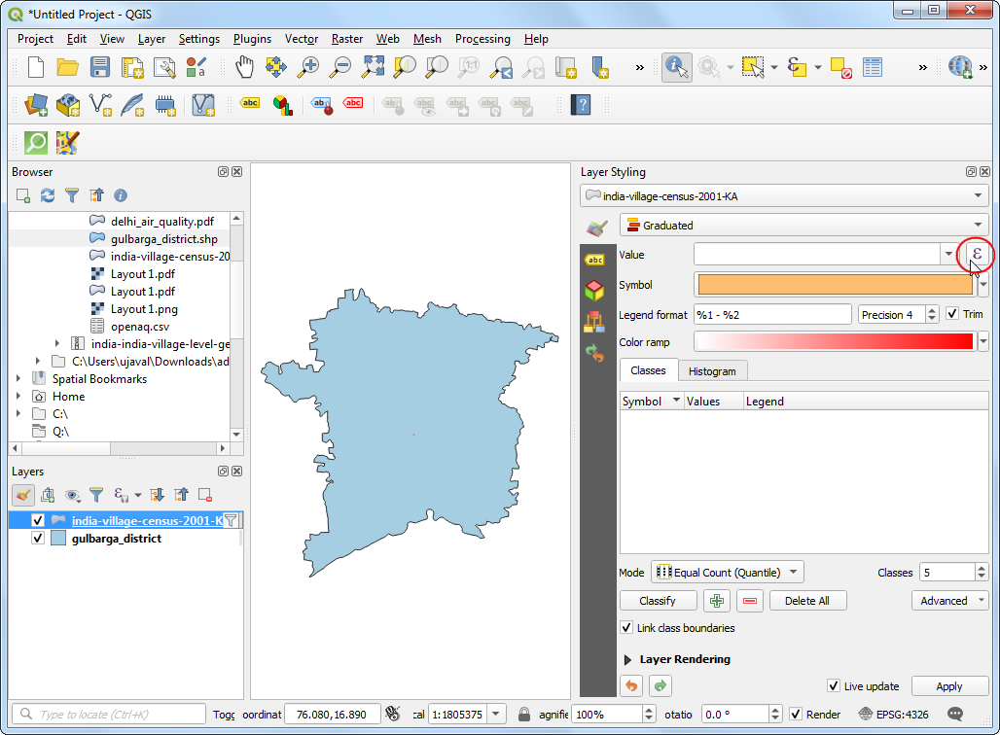 *Untitled Project - QGIS
Project Edit View Layer Settings Plugins Vector Raster Web Mesh Processing Help
Browser
delhi_air_quality.pdf
gulbarga_district.shp
india-village-census-20
Layout 1.pdf
Layout 1.pdf
Layout 1.png
openaq.csv
india-india-village-level-ge
C:\Users\ujaval\Downloads\ad
Spatial Bookmarks
Home
C:\
Q:\
Layers
india-village-census-2001-K
gulbarga_district
Layer Styling
india-village-census-2001-KA
Graduated
Value
Symbol
Legend format %1 - %2 Precision 4 Trim
Color ramp
Classes Histogram
Symbol Values Legend
Mode Equal Count (Quantile) Classes 5
Classify Delete All Advanced
Link class boundaries
Layer Rendering
Live update Apply
Type to locate (Ctrl+K) Togg oordinat 76.080,16.890 cal 1:1805375 agnifie 100% otatio 0.0 ° Render EPSG:4326